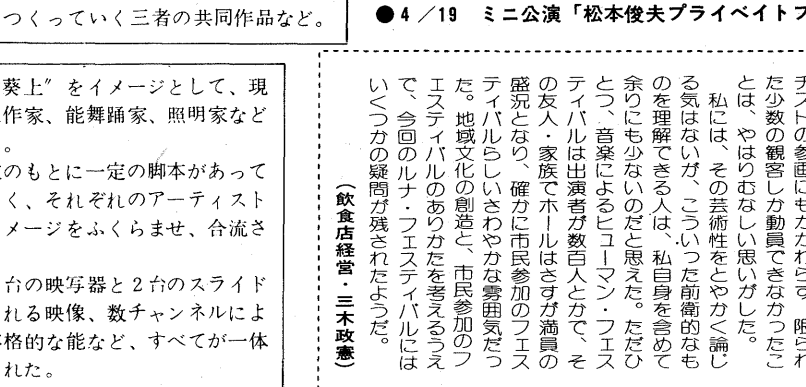 つくっていく三者の共同作品など。
●4／19 ミニ公演「松本俊夫プライベイトフ
葵上〟をイメージとして、現
作家、能舞踊家、照明家など
。
のもとに一定の脚本があって
く、それぞれのアーティスト
メージをふくらませ、合流さ
台の映写器と2台のスライド
れる映像、数チャンネルによ
格的な能など、すべてが一体
れた。
チストの参画にもかかわらず、限られ
た少数の観客しか動員できなかったこ
とは、やはりむなしい思いがした。
私には、その芸術性をとやかく論じ
る気はないが、こういった前衛的なも
のを理解できる人は、私自身を含めて
余りにも少ないのだと思えた。ただひ
とつ、音楽によるヒューマン・フェス
ティバルは出演者が数百人とかで、そ
の友人・家族でホールはさすが満員の
盛況となり、確かに市民参加のフェス
ティバルらしいさわやかな雰囲気だっ
た。地域文化の創造と、市民参加のフ
ェスティバルのありかたを考えるうえ
で、今回のルナ・フェスティバルには
いくつかの疑問が残されたようだ。
（飲食店経営・三木政憲）